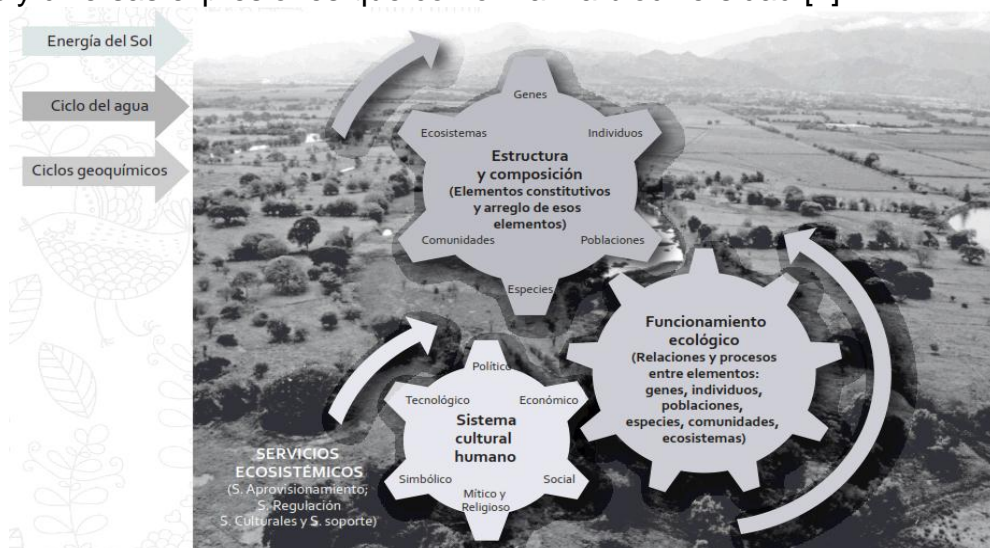 Energía del Sol
Ciclo del agua
Ciclos geoquímicos
Genes
Ecosistemas
Individuos
Estructura
y composición
(Elementos constitutivos
y arreglo de esos
elementos)
Comunidades
Poblaciones
Especies
Funcionamiento
ecológico
(Relaciones y procesos
entre elementos:
genes, individuos,
poblaciones,
especies, comunidades,
ecosistemas)
Político
Tecnológico
Económico
Sistema
cultural
humano
Simbólico
Social
Mítico y
Religioso
SERVICIOS
ECOSISTÉMICOS
(S. Aprovisionamiento;
S. Regulación
S. Culturales y S. soporte)